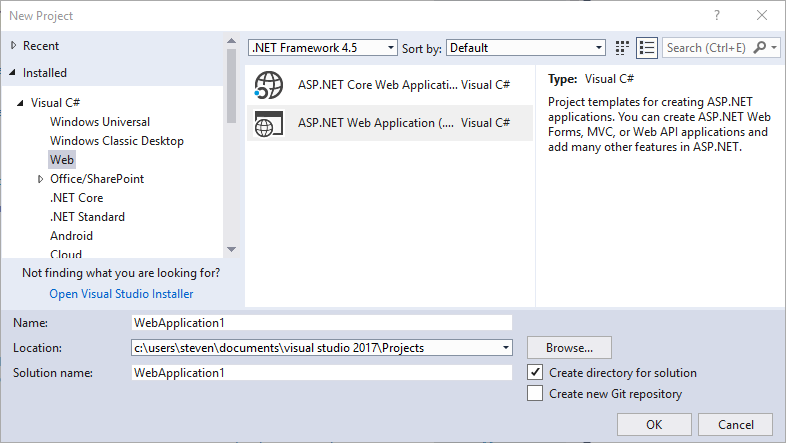 New Project
Recent
Installed
Visual C#
Windows Universal
Windows Classic Desktop
Web
Office/SharePoint
.NET Core
.NET Standard
Android
Cloud
Not finding what you are looking for?
Open Visual Studio Installer
.NET Framework 4.5
Sort by:
Default
Search (Ctrl+E)
ASP.NET Core Web Applicati... Visual C#
ASP.NET Web Application (.... Visual C#
Type: Visual C#
Project templates for creating ASP.NET
applications. You can create ASP.NET Web
Forms, MVC, or Web API applications and
add many other features in ASP.NET.
Name: WebApplication1
Location: c:\users\steven\documents\visual studio 2017\Projects
Browse...
Solution name: WebApplication1
Create directory for solution
Create new Git repository
OK
Cancel